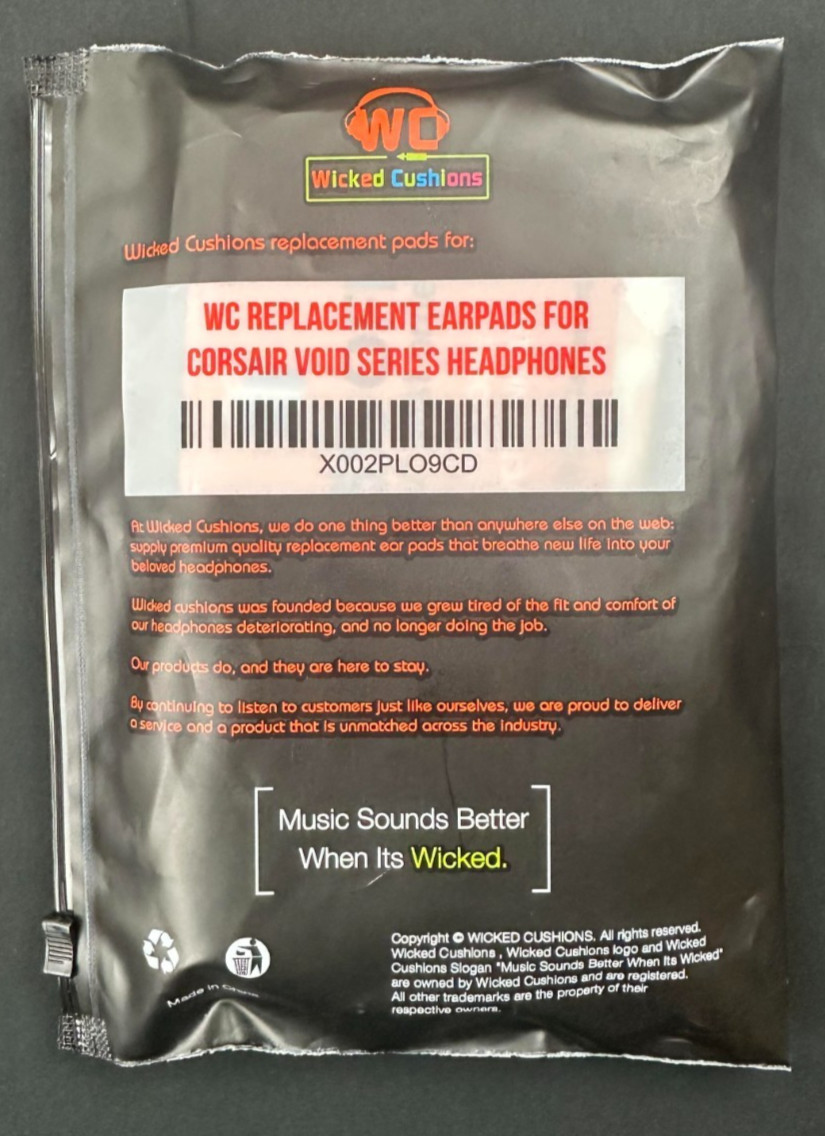 WC
Wicked Cushions
Wicked Cushions replacement pads for:
WC REPLACEMENT EARPADS FOR
CORSAIR VOID SERIES HEADPHONES
X002PLO9CD
At Wicked Cushions, we do one thing better than anywhere else on the web:
supply premium quality replacement ear pads that breathe new life into your
beloved headphones.
Wicked cushions was founded because we grew tired of the fit and comfort of
our headphones deteriorating, and no longer doing the job.
Our products do, and they are here to stay.
By continuing to listen to customers just like ourselves, we are proud to deliver
a service and a product that is unmatched across the industry.
Music Sounds Better
When Its Wicked.
Made in China
Copyright © WICKED CUSHIONS. All rights reserved.
Wicked Cushions , Wicked Cushions logo and Wicked
Cushions Slogan "Music Sounds Better When Its Wicked"
are owned by Wicked Cushions and are registered.
All other trademarks are the property of their
respective owners.